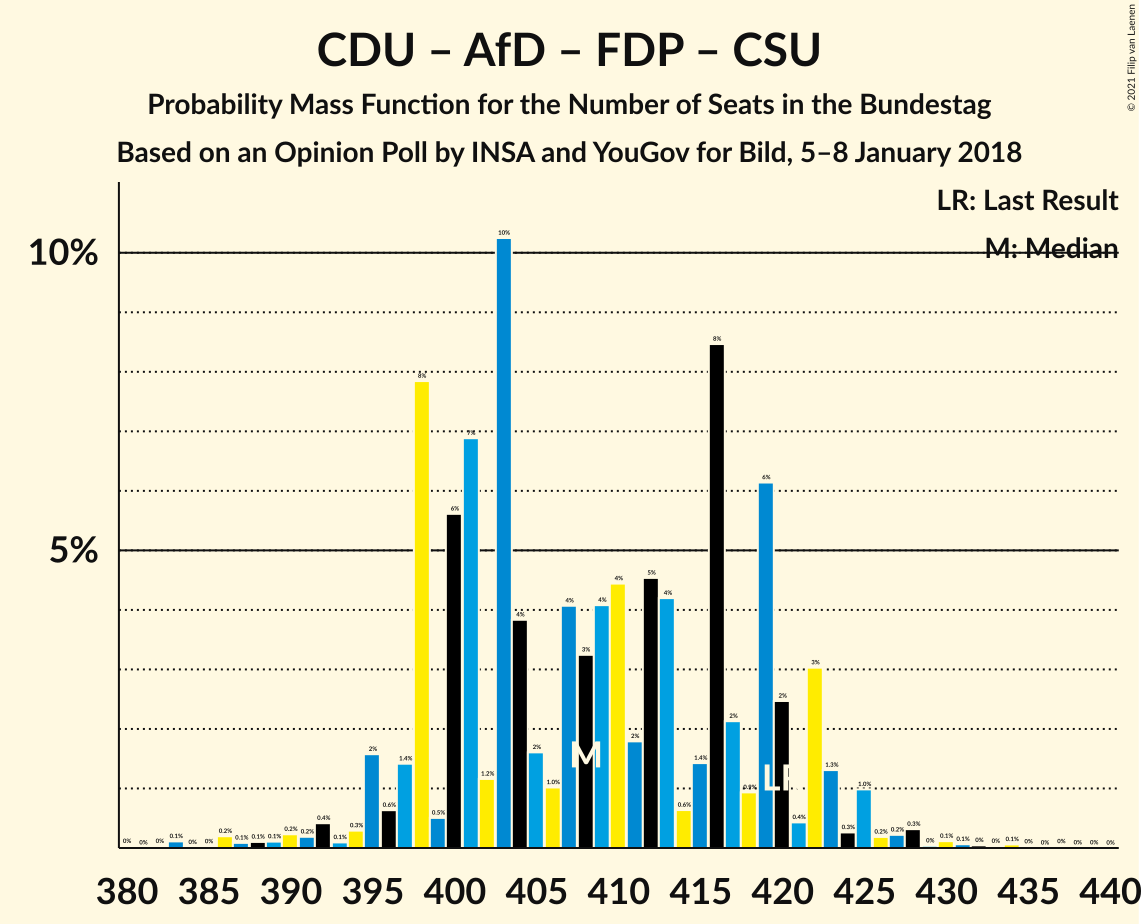 CDU – AfD – FDP – CSU
Probability Mass Function for the Number of Seats in the Bundestag
Based on an Opinion Poll by INSA and YouGov for Bild, 5–8 January 2018
© 2021 Filip van Laenen
LR: Last Result
M: Median
10%
5%
0% 0% 0% 0.1% 0% 0% 0.2% 0.1% 0.1% 0.1% 0.2% 0.2% 0.4% 0.1% 0.3% 2% 0.6% 1.4% 8% 0.5% 6% 7% 1.2% 10% 4% 2% 1.0% 4% 3% 4% 4% 2% 5% 4% 0.6% 1.4% 8% 2% 0.9% 6% 2% 0.4% 3% 1.3% 0.3% 1.0% 0.2% 0.2% 0.3% 0% 0.1% 0.1% 0% 0% 0.1% 0% 0% 0% 0% 0% 0%
M
LR
380 385 390 395 400 405 410 415 420 425 430 435 440